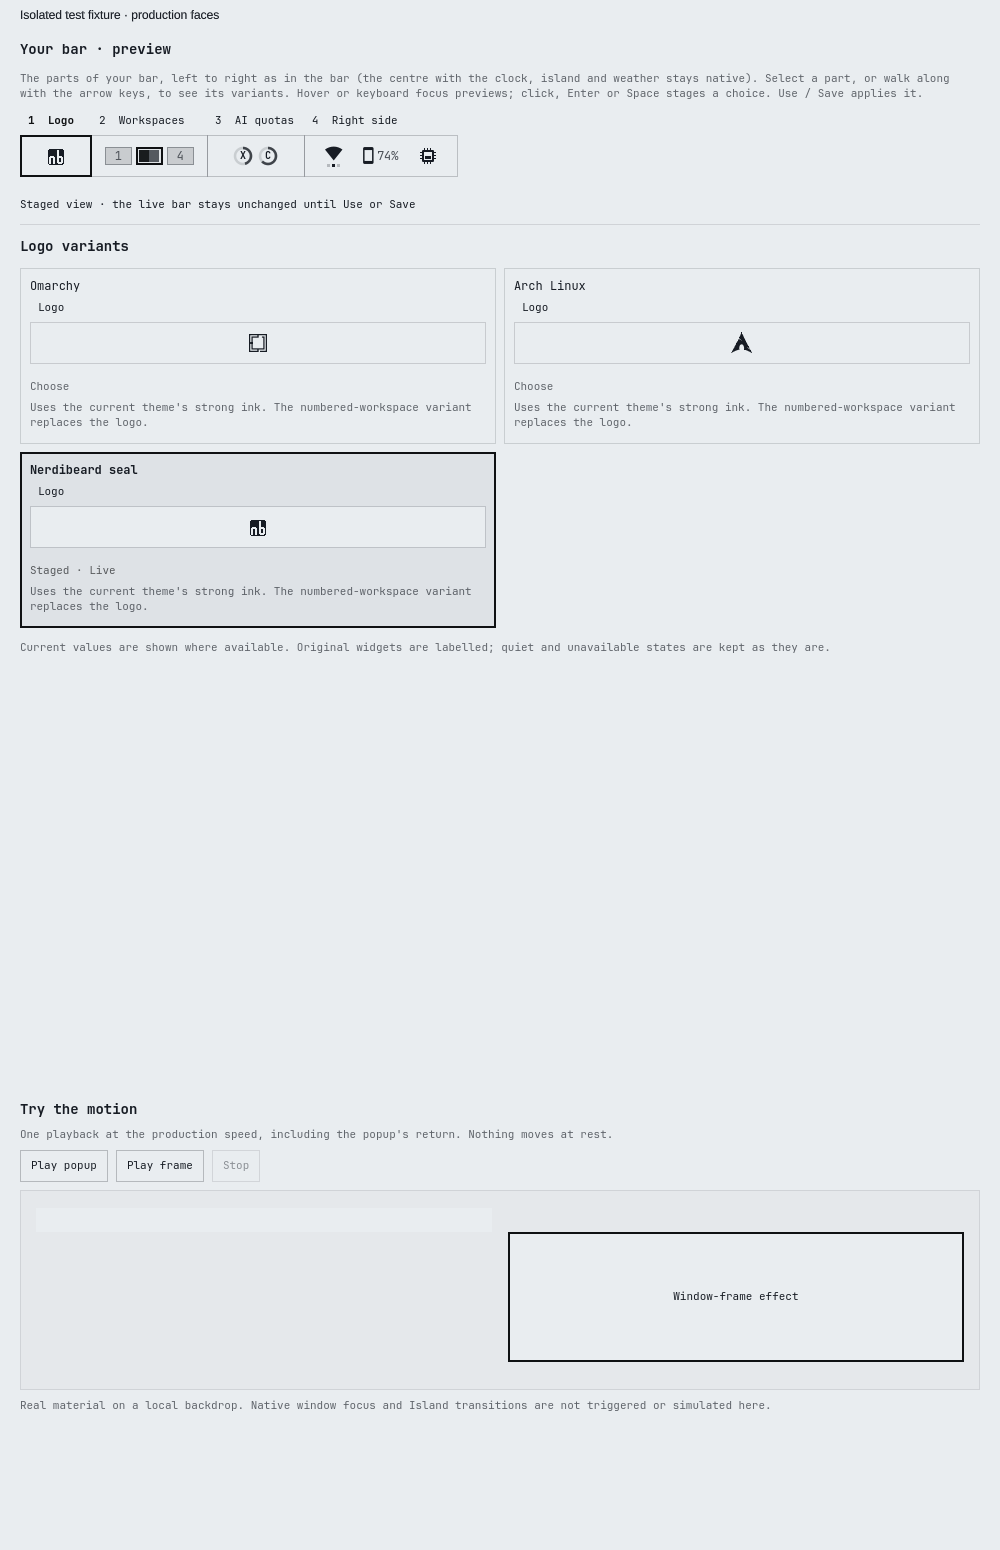 Isolated test fixture · production faces
Your bar · preview
The parts of your bar, left to right as in the bar (the centre with the clock, island and weather stays native). Select a part, or walk along
with the arrow keys, to see its variants. Hover or keyboard focus previews; click, Enter or Space stages a choice. Use / Save applies it.
1 Logo 2 Workspaces 3 AI quotas 4 Right side
nb 1 4 X C 74%
Staged view · the live bar stays unchanged until Use or Save
Logo variants
Omarchy
Logo
Choose
Uses the current theme's strong ink. The numbered-workspace variant
replaces the logo.
Arch Linux
Logo
Choose
Uses the current theme's strong ink. The numbered-workspace variant
replaces the logo.
Nerdibeard seal
Logo
nb
Staged · Live
Uses the current theme's strong ink. The numbered-workspace variant
replaces the logo.
Current values are shown where available. Original widgets are labelled; quiet and unavailable states are kept as they are.
Try the motion
One playback at the production speed, including the popup's return. Nothing moves at rest.
Play popup Play frame Stop
Window-frame effect
Real material on a local backdrop. Native window focus and Island transitions are not triggered or simulated here.